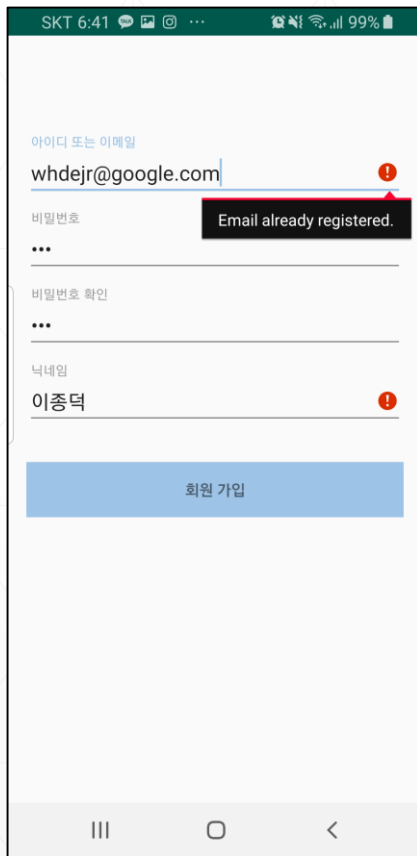 SKT 6:41 ··· 99%
아이디 또는 이메일
whdejr@google.com
Email already registered.
비밀번호
•••
비밀번호 확인
•••
닉네임
이종덕
회원 가입